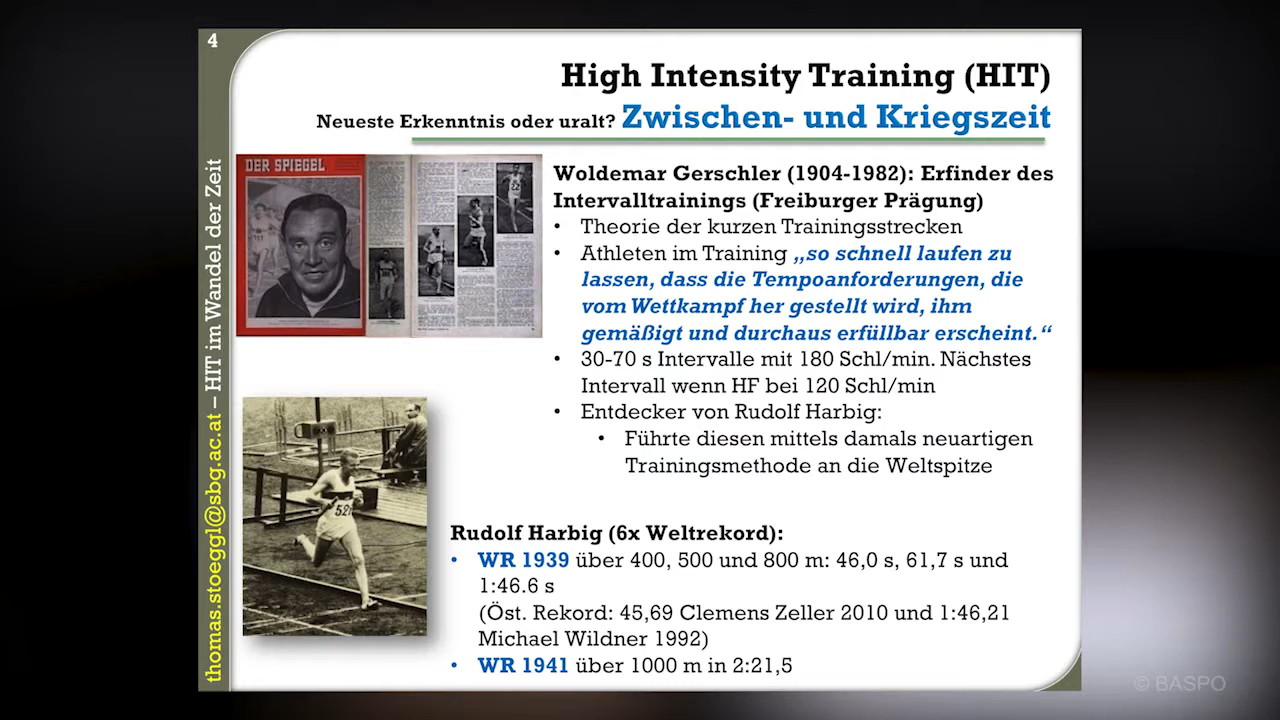 4
High Intensity Training (HIT)
Neueste Erkenntnis oder uralt? Zwischen- und Kriegszeit
thomas.stoeggl@sbg.ac.at – HIT im Wandel der Zeit
DER SPIEGEL
Woldemar Gerschler (1904-1982): Erfinder des
Intervalltrainings (Freiburger Prägung)
• Theorie der kurzen Trainingsstrecken
• Athleten im Training „so schnell laufen zu
lassen, dass die Tempoanforderungen, die
vom Wettkampf her gestellt wird, ihm
gemäßigt und durchaus erfüllbar erscheint.“
• 30-70 s Intervalle mit 180 Schl/min. Nächstes
Intervall wenn HF bei 120 Schl/min
• Entdecker von Rudolf Harbig:
• Führte diesen mittels damals neuartigen
Trainingsmethode an die Weltspitze
Rudolf Harbig (6x Weltrekord):
• WR 1939 über 400, 500 und 800 m: 46,0 s, 61,7 s und
1:46.6 s
(Öst. Rekord: 45,69 Clemens Zeller 2010 und 1:46,21
Michael Wildner 1992)
• WR 1941 über 1000 m in 2:21,5
© BASPO